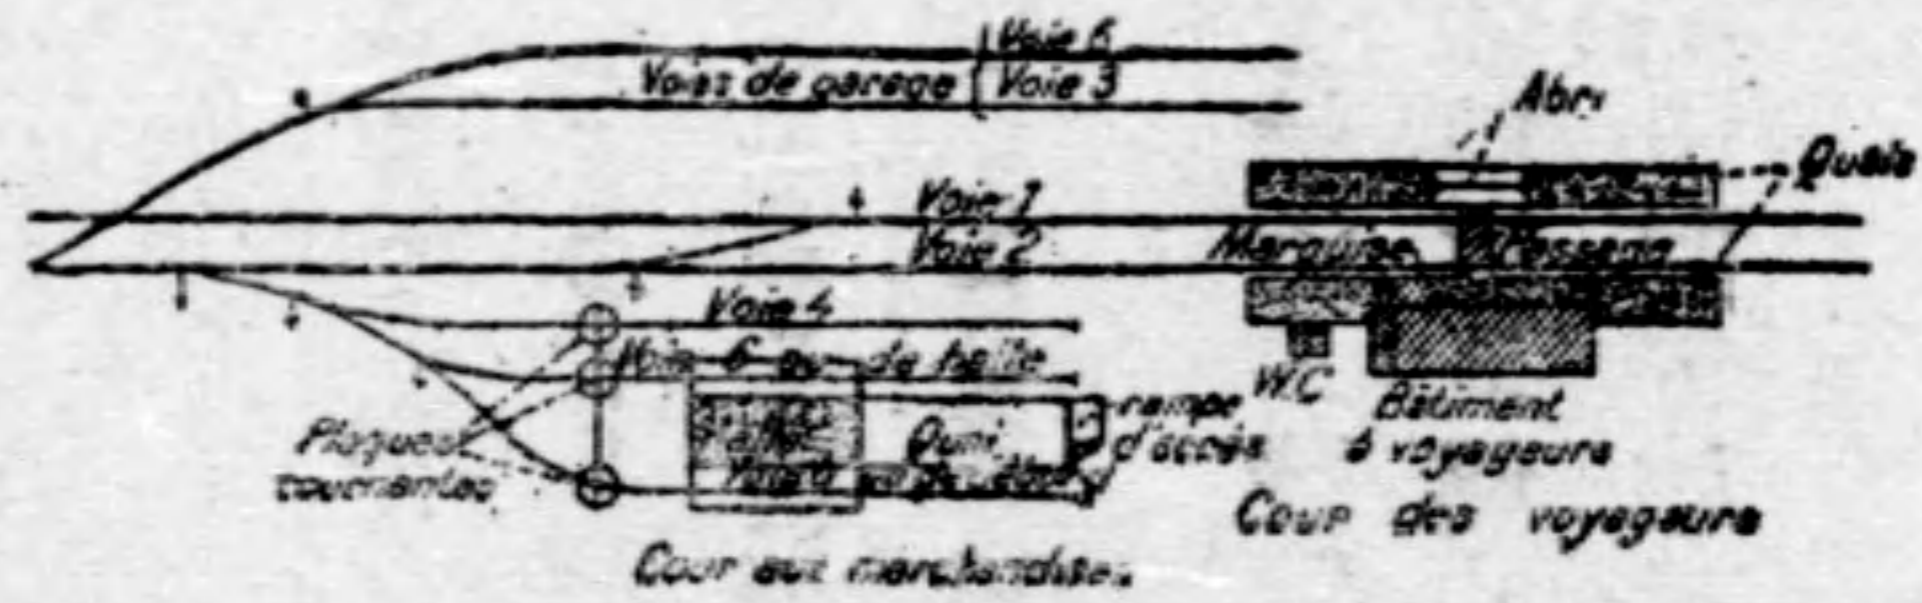 Voie 5
Voies de garage
Voie 3
Abri
Quais
Voie 1
Voie 2
Marquise
Passage
Voie 4
Voie 6 ou de halle
Plaques
tournantes
Quai
rampe
d'accès
W.C
Bâtiment
à voyageurs
Cour des voyageurs
Cour aux marchandises